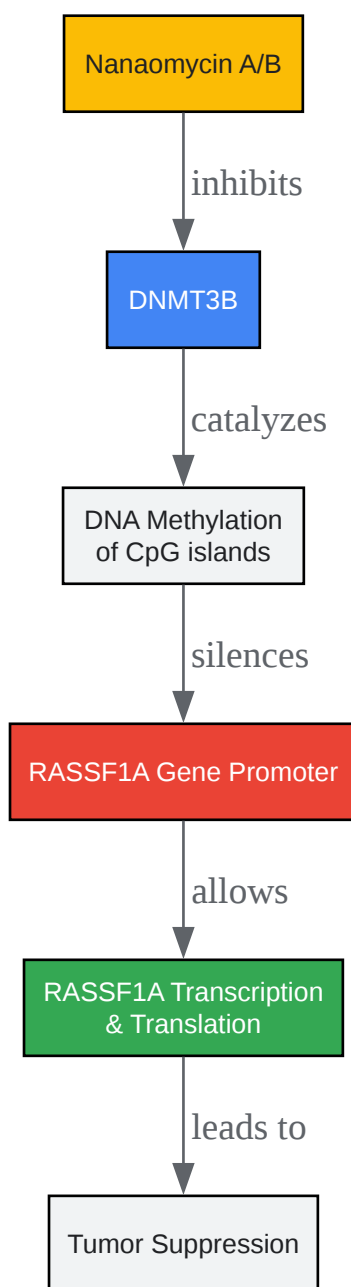 Nanaomycin A/B
inhibits
DNMT3B
catalyzes
DNA Methylation
of CpG islands
silences
RASSF1A Gene Promoter
allows
RASSF1A Transcription
& Translation
leads to
Tumor Suppression